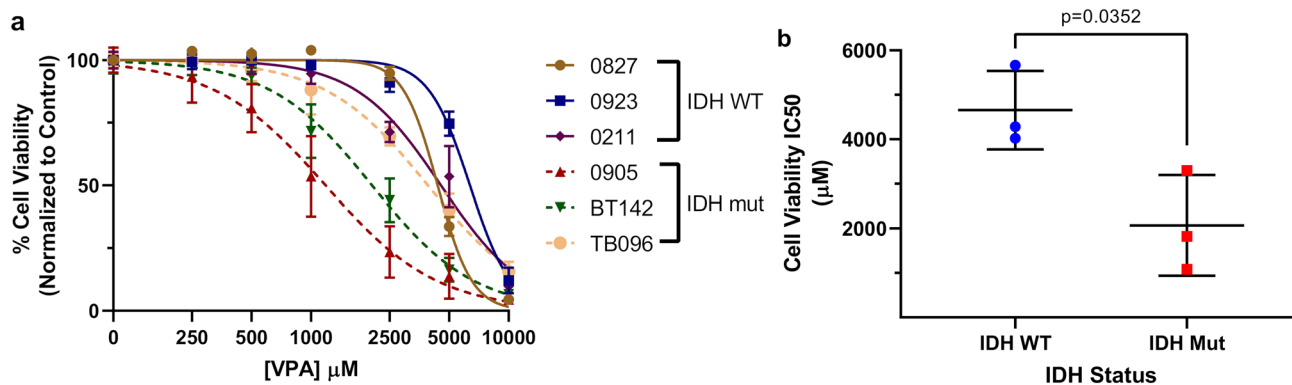 a
% Cell Viability
(Normalized to Control)
100
50
0
0
250
500
1000
2500
5000
10000
[VPA] μM
0827
0923
0211
0905
BT142
TB096
IDH WT
IDH mut
b
p=0.0352
Cell Viability IC50
(μM)
6000
4000
2000
IDH WT
IDH Mut
IDH Status